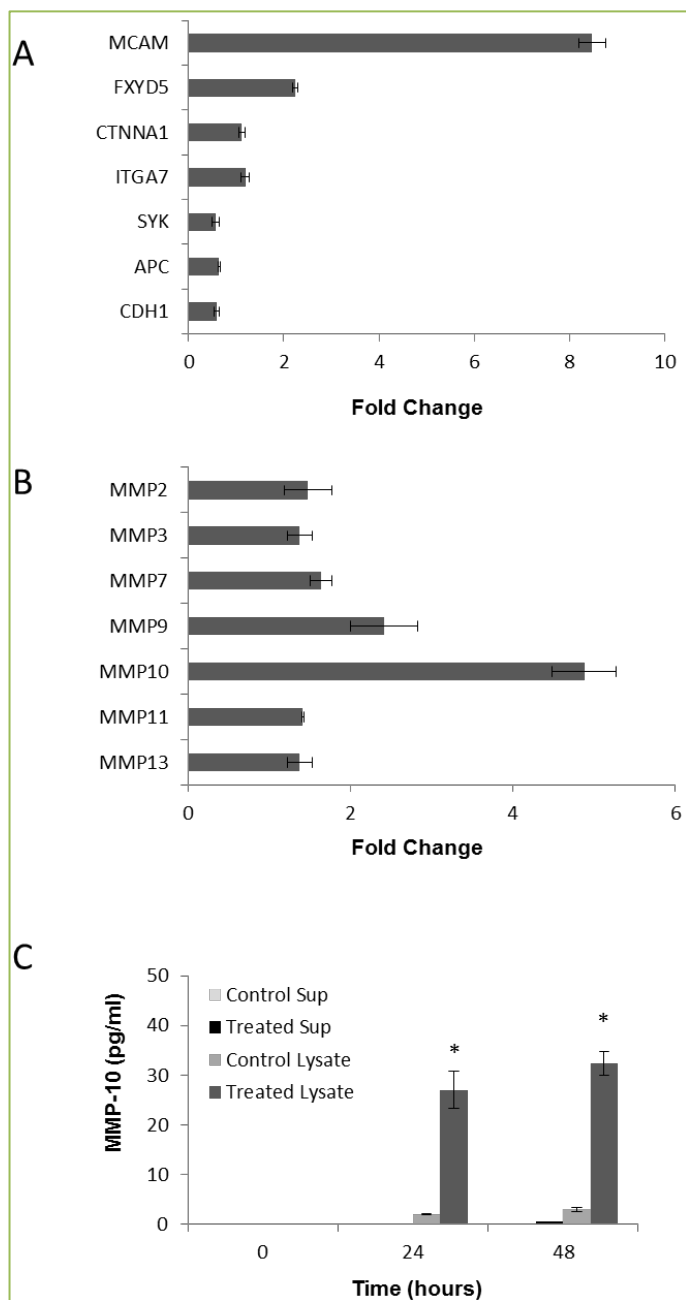 A
MCAM
FXYD5
CTNNA1
ITGA7
SYK
APC
CDH1
0 2 4 6 8 10
Fold Change
B
MMP2
MMP3
MMP7
MMP9
MMP10
MMP11
MMP13
0 2 4 6
Fold Change
C
MMP-10 (pg/ml)
50
40
30
20
10
0
Control Sup
Treated Sup
Control Lysate
Treated Lysate
* *
0 24 48
Time (hours)